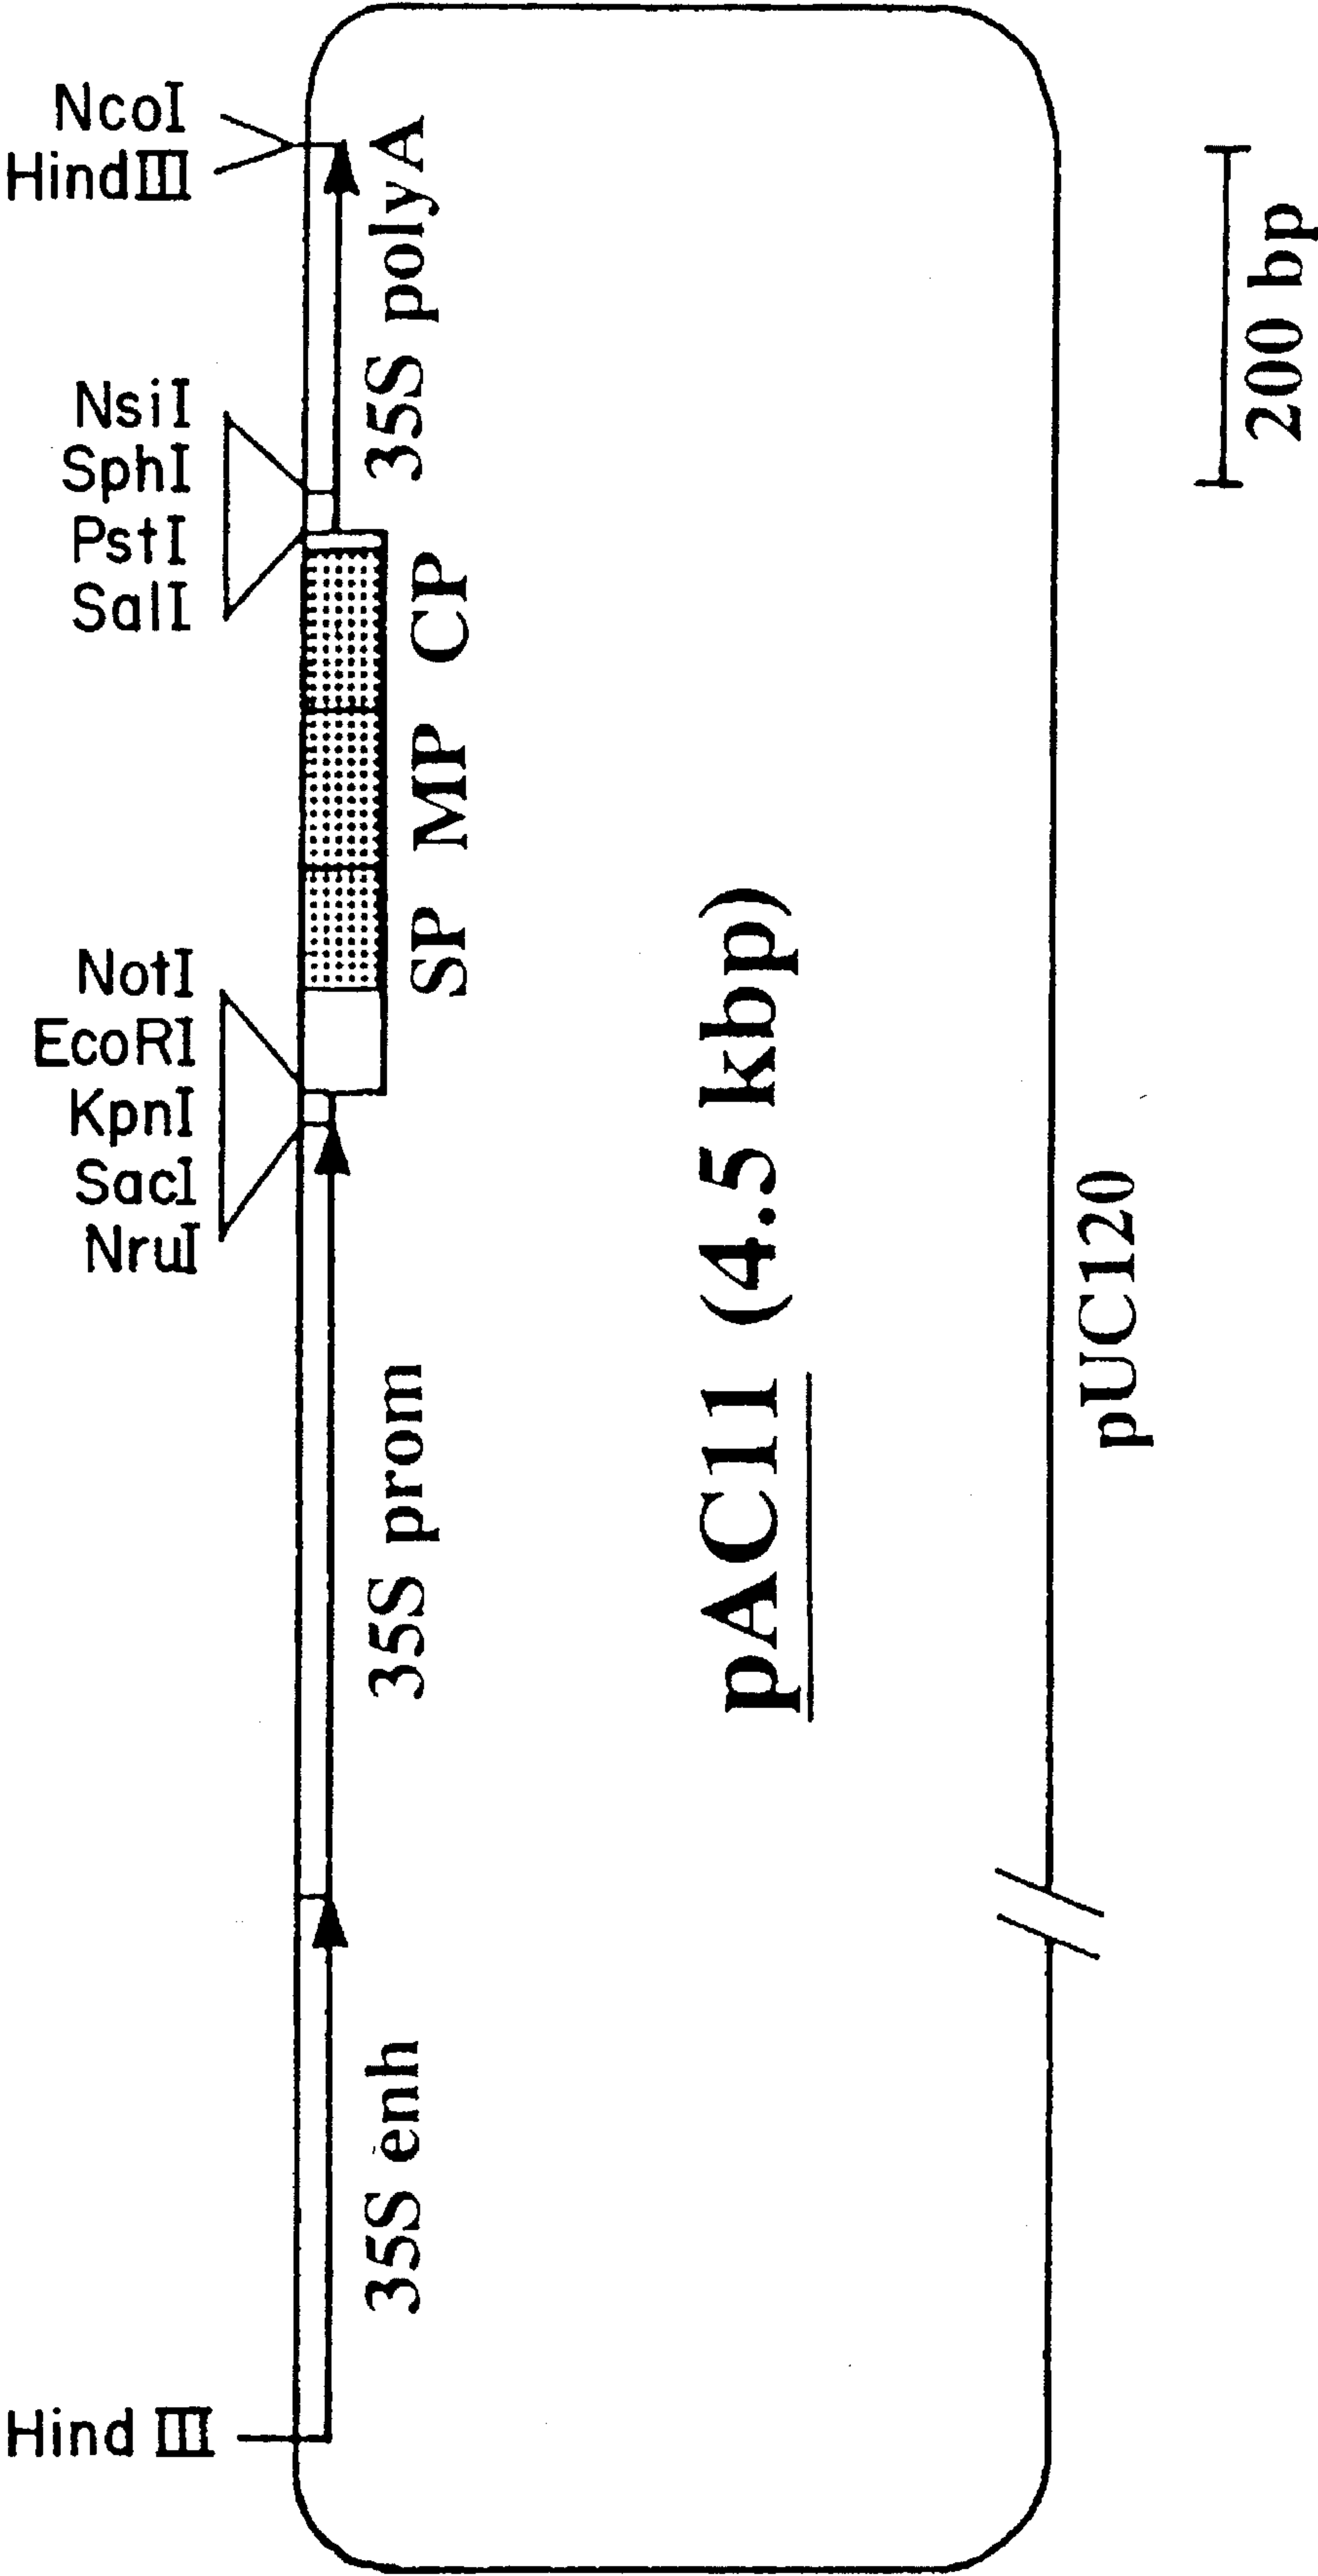 Hind III
NruI
SacI
KpnI
EcoRI
NotI
SalI
PstI
SphI
NsiI
HindIII
NcoI
35S enh
35S prom
SP MP CP
35S polyA
pAC11 (4.5 kbp)
pUC120
200 bp